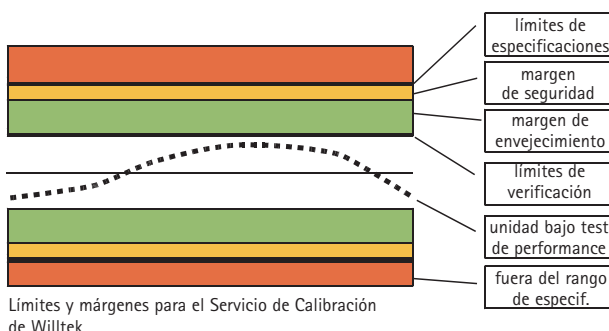 límites de
especificaciones
margen
de seguridad
margen de
envejecimiento
límites de
verificación
unidad bajo test
de performance
fuera del rango
de especif.
Límites y márgenes para el Servicio de Calibración
de Willtek